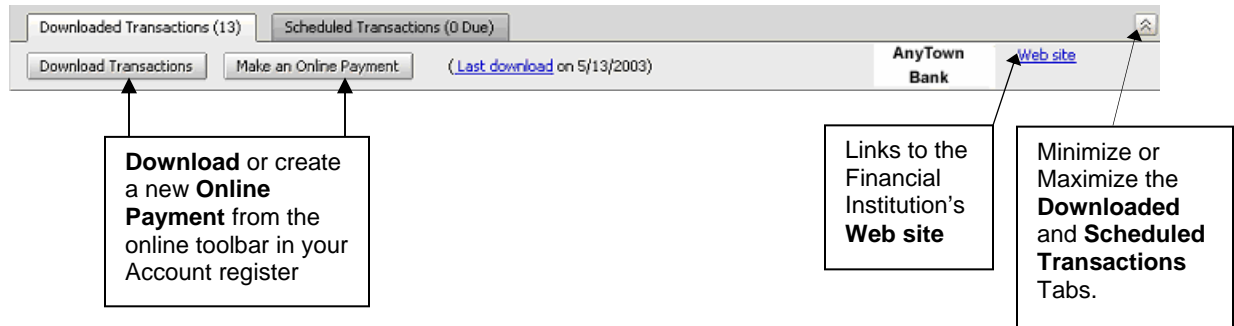 Downloaded Transactions (13) Scheduled Transactions (0 Due)
Download Transactions Make an Online Payment ( Last download on 5/13/2003) AnyTown Web site
Bank
Download or create
a new Online
Payment from the
online toolbar in your
Account register
Links to the
Financial
Institution's
Web site
Minimize or
Maximize the
Downloaded
and Scheduled
Transactions
Tabs.